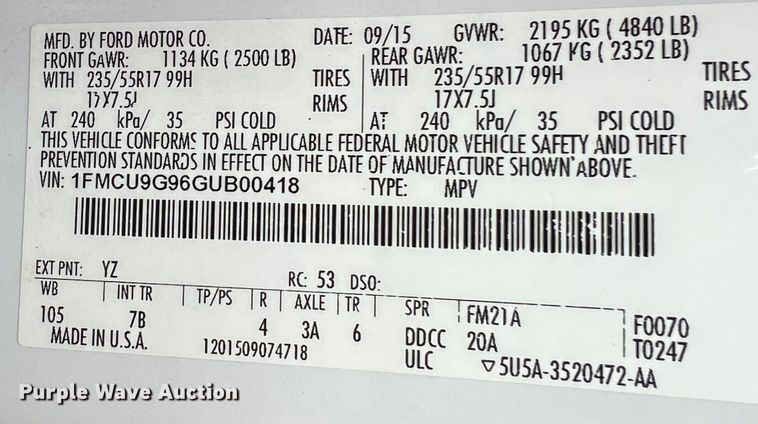 MFD. BY FORD MOTOR CO. DATE: 09/15 GVWR: 2195 KG ( 4840 LB)
FRONT GAWR: 1134 KG ( 2500 LB) REAR GAWR: 1067 KG ( 2352 LB)
WITH 235/55R17 99H TIRES WITH 235/55R17 99H TIRES
17X7.5J RIMS 17X7.5J RIMS
AT 240 kPa/ 35 PSI COLD AT 240 kPa/ 35 PSI COLD
THIS VEHICLE CONFORMS TO ALL APPLICABLE FEDERAL MOTOR VEHICLE SAFETY AND THEFT
PREVENTION STANDARDS IN EFFECT ON THE DATE OF MANUFACTURE SHOWN ABOVE.
VIN: 1FMCU9G96GUB00418 TYPE: MPV
EXT PNT: YZ RC: 53 DSO:
WB INT TR TP/PS R AXLE TR SPR FM21A F0070
105 7B 4 3A 6 DDCC 20A T0247
MADE IN U.S.A. 1201509074718 ULC ▽5U5A-3520472-AA
Purple Wave Auction